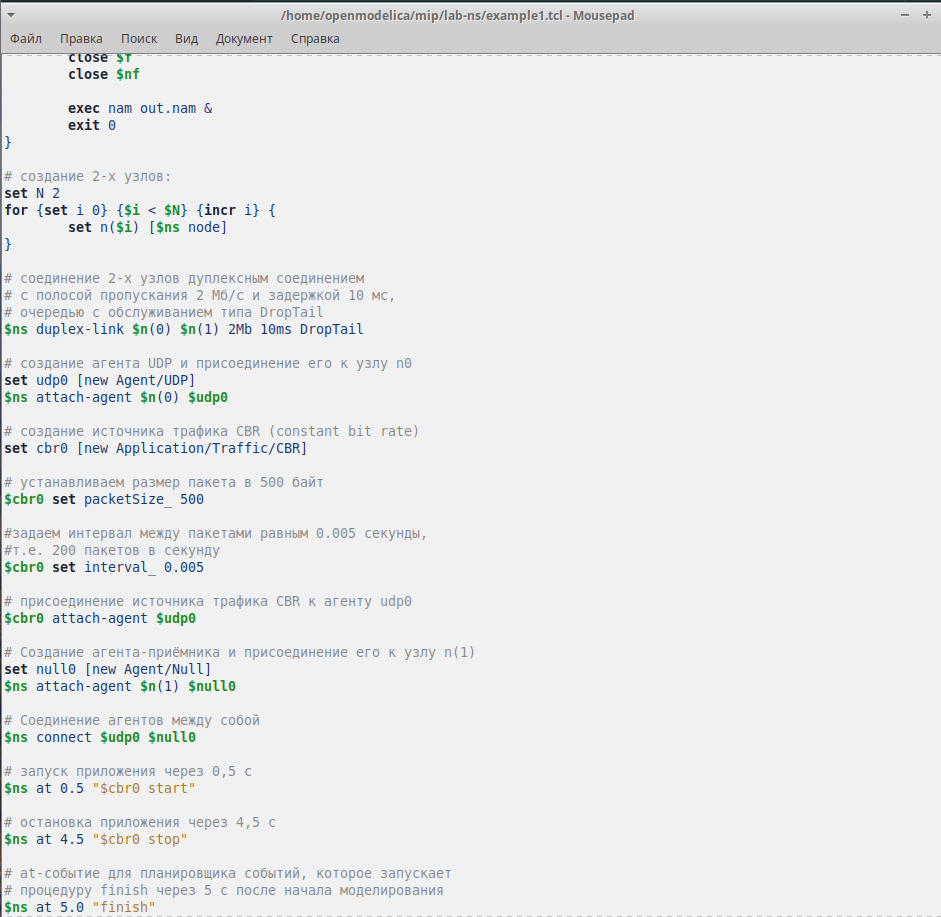 /home/openmodelica/mip/lab-ns/example1.tcl - Mousepad
Файл Правка Поиск Вид Документ Справка
close $f
close $nf
exec nam out.nam &
exit 0
}
# создание 2-х узлов:
set N 2
for {set i 0} {$i < $N} {incr i} {
set n($i) [$ns node]
}
# соединение 2-х узлов дуплексным соединением
# с полосой пропускания 2 Мб/с и задержкой 10 мс,
# очередью с обслуживанием типа DropTail
$ns duplex-link $n(0) $n(1) 2Mb 10ms DropTail
# создание агента UDP и присоединение его к узлу n0
set udp0 [new Agent/UDP]
$ns attach-agent $n(0) $udp0
# создание источника трафика CBR (constant bit rate)
set cbr0 [new Application/Traffic/CBR]
# устанавливаем размер пакета в 500 байт
$cbr0 set packetSize_ 500
#задаем интервал между пакетами равным 0.005 секунды,
#т.е. 200 пакетов в секунду
$cbr0 set interval_ 0.005
# присоединение источника трафика CBR к агенту udp0
$cbr0 attach-agent $udp0
# Создание агента-приёмника и присоединение его к узлу n(1)
set null0 [new Agent/Null]
$ns attach-agent $n(1) $null0
# Соединение агентов между собой
$ns connect $udp0 $null0
# запуск приложения через 0,5 с
$ns at 0.5 "$cbr0 start"
# остановка приложения через 4,5 с
$ns at 4.5 "$cbr0 stop"
# at-событие для планировщика событий, которое запускает
# процедуру finish через 5 с после начала моделирования
$ns at 5.0 "finish"